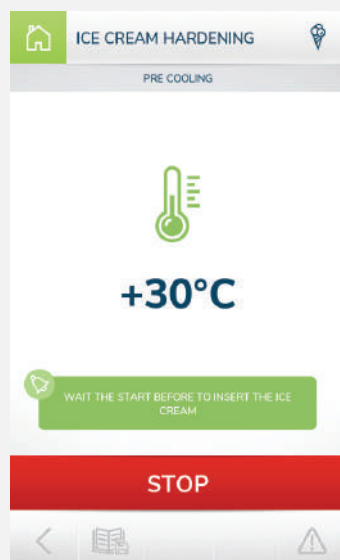 ICE CREAM HARDENING
PRE COOLING
+30°C
WAIT THE START BEFORE TO INSERT THE ICE
CREAM
STOP